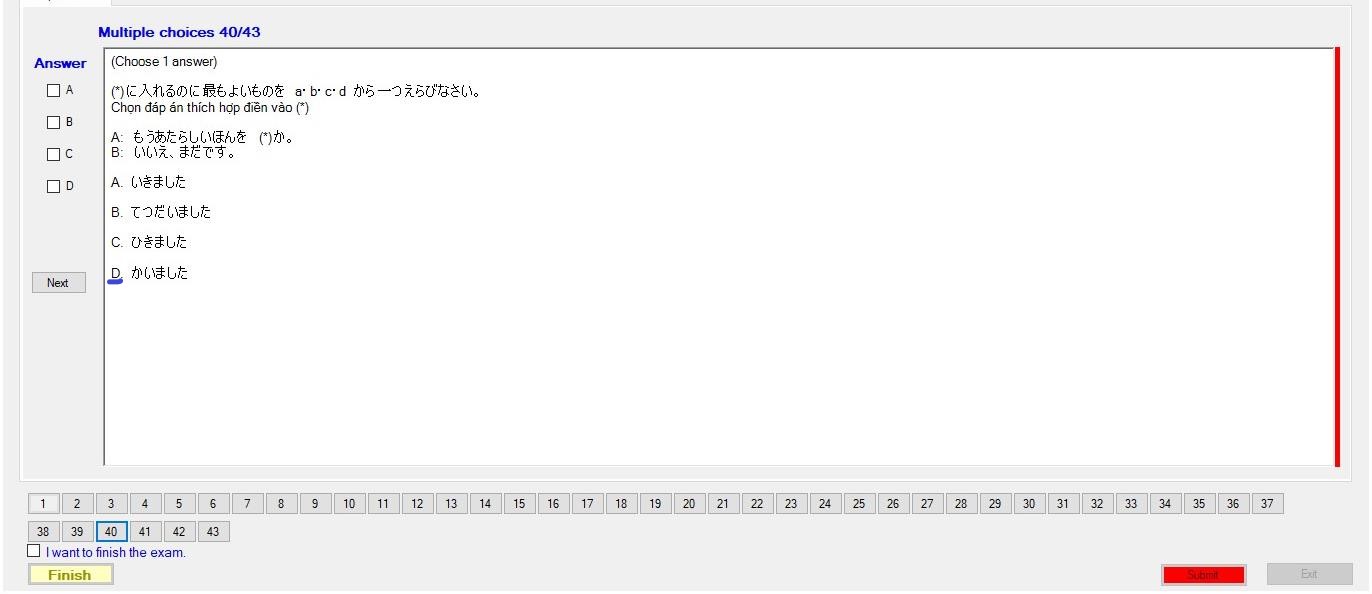 Multiple choices 40/43
Answer
A
B
C
D
Next
(Choose 1 answer)
(*)に入れるのに最もよいものを a・b・c・d から一つえらびなさい。
Chọn đáp án thích hợp điền vào (*)
A: もうあたらしいほんを (*)か。
B: いいえ、まだです。
A. いきました
B. てつだいました
C. ひきました
D. かいました
1 2 3 4 5 6 7 8 9 10 11 12 13 14 15 16 17 18 19 20 21 22 23 24 25 26 27 28 29 30 31 32 33 34 35 36 37
38 39 40 41 42 43
I want to finish the exam.
Finish
Submit
Exit